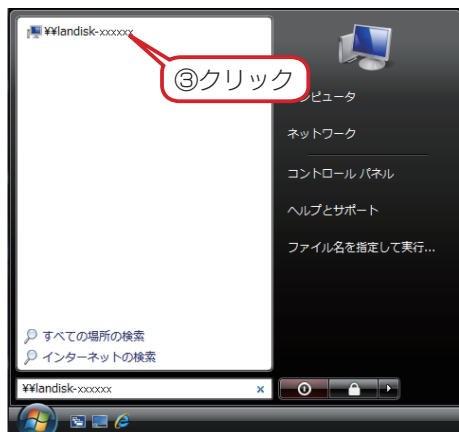 ¥¥landisk-xxxxxx
③クリック
コンピュータ
ネットワーク
コントロール パネル
ヘルプとサポート
ファイル名を指定して実行...
すべての場所の検索
インターネットの検索
¥¥landisk-xxxxxx